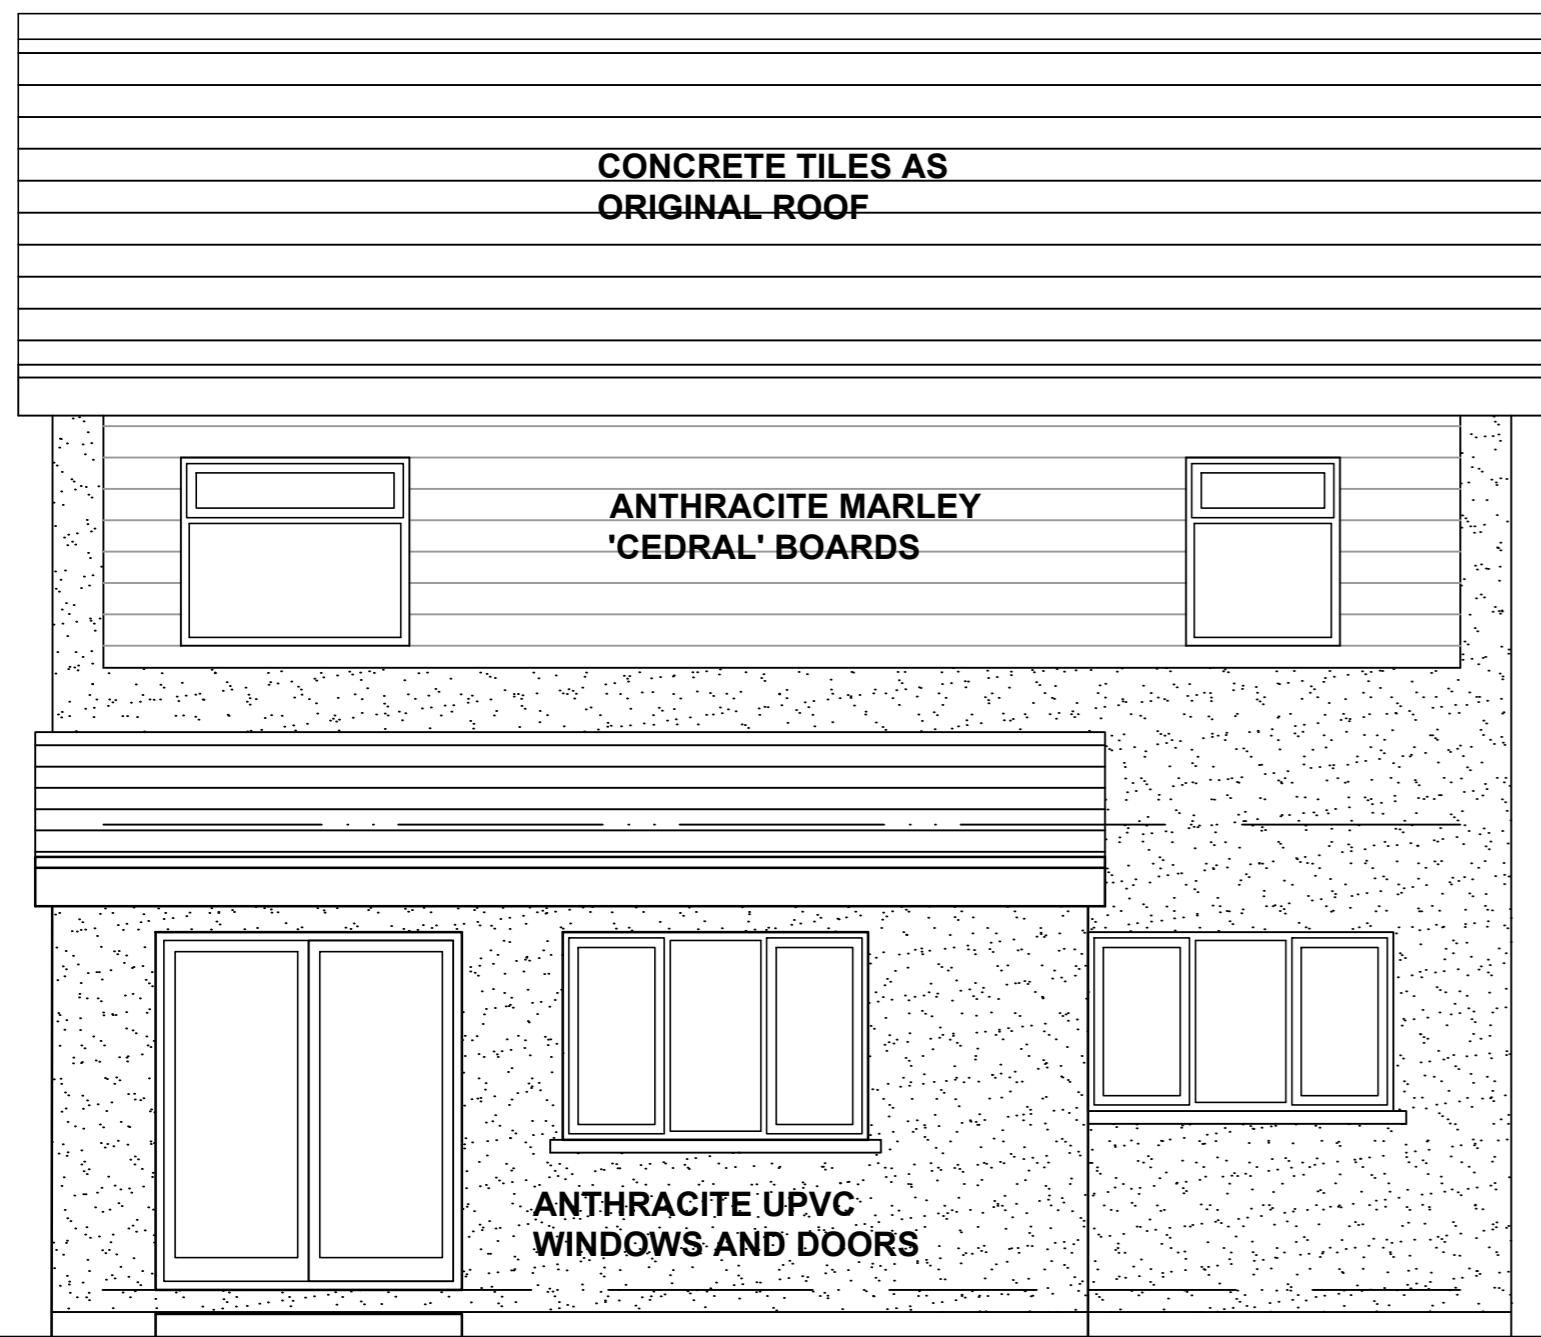 CONCRETE TILES AS
ORIGINAL ROOF
ANTHRACITE MARLEY
'CEDRAL' BOARDS
ANTHRACITE UPVC
WINDOWS AND DOORS